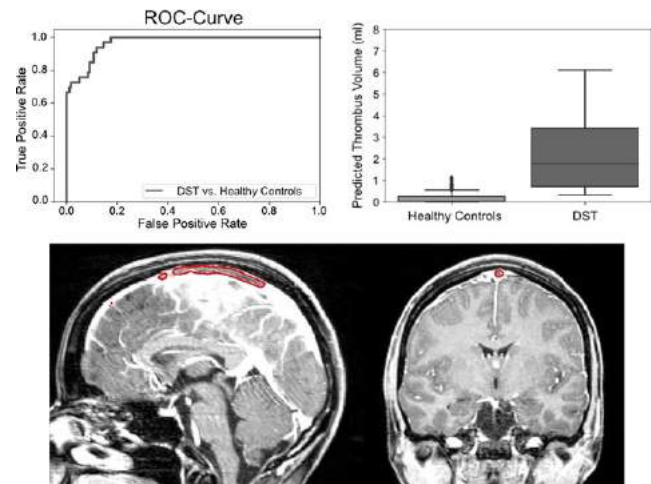 ROC-Curve
True Positive Rate
1.0
0.8
0.6
0.4
0.2
0.0
DST vs. Healthy Controls
0.0 0.2 0.4 0.6 0.8 1.0
False Positive Rate
Predicted Thrombus Volume (ml)
8
7
6
5
4
3
2
1
0
Healthy Controls DST